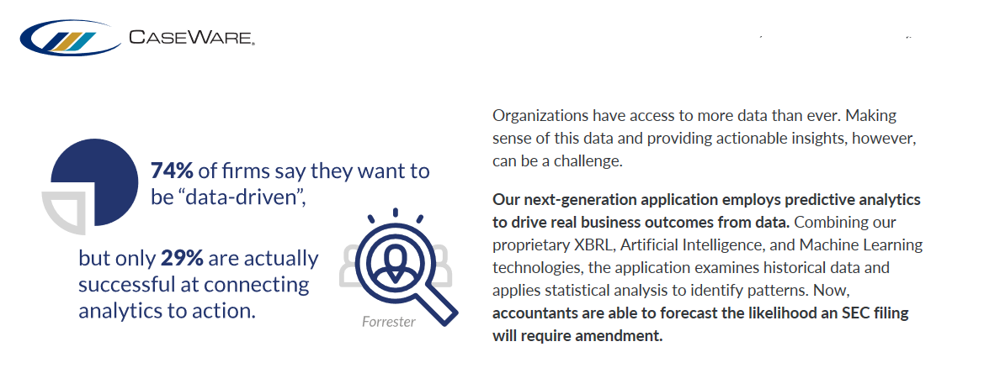 CASEWARE®
74% of firms say they want to
be “data-driven”,
but only 29% are actually
successful at connecting
analytics to action.
Forrester
Organizations have access to more data than ever. Making
sense of this data and providing actionable insights, however,
can be a challenge.
Our next-generation application employs predictive analytics
to drive real business outcomes from data. Combining our
proprietary XBRL, Artificial Intelligence, and Machine Learning
technologies, the application examines historical data and
applies statistical analysis to identify patterns. Now,
accountants are able to forecast the likelihood an SEC filing
will require amendment.